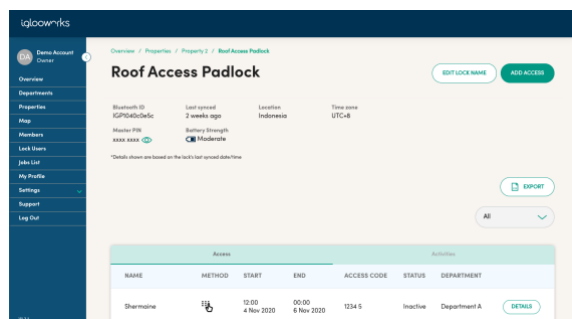 iglooworks
DA
Demo Account
Owner
Overview
Departments
Properties
Map
Members
Lock Users
Jobs List
My Profile
Settings
Support
Log Out
Overview / Properties / Property 2 / Roof Access Padlock
Roof Access Padlock
EDIT LOCK NAME
ADD ACCESS
Bluetooth ID Last synced Location Time zone
IGP1040c0e5c 2 weeks ago Indonesia UTC+8
Master PIN Battery Strength
xxxx xxxx Moderate
*Details shown are based on the lock's last synced date/time
EXPORT
All
Access Activities
NAME METHOD START END ACCESS CODE STATUS DEPARTMENT
Shermaine 12:00 4 Nov 2020 00:00 6 Nov 2020 1234 5 Inactive Department A DETAILS